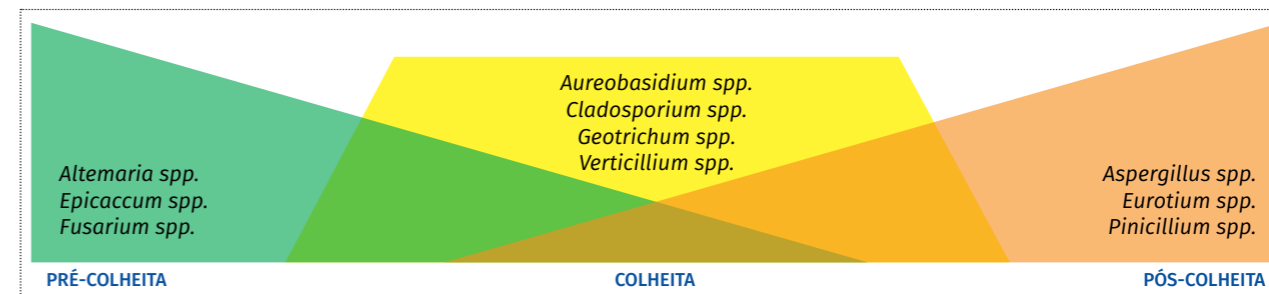 Aureobasidium spp.
Cladosporium spp.
Geotrichum spp.
Verticillium spp.
Altemaria spp.
Epicaccum spp.
Fusarium spp.
Aspergillus spp.
Eurotium spp.
Pinicillium spp.
PRÉ-COLHEITA
COLHEITA
PÓS-COLHEITA